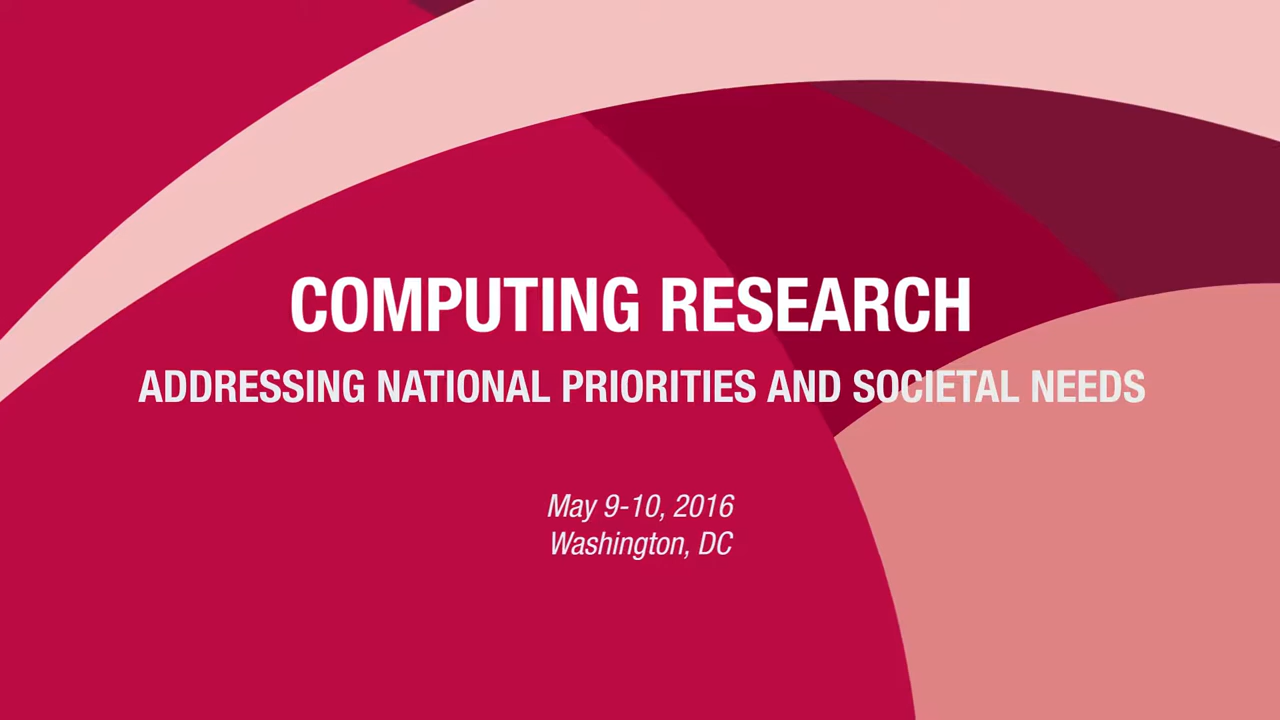 COMPUTING RESEARCH
ADDRESSING NATIONAL PRIORITIES AND SOCIETAL NEEDS
May 9-10, 2016
Washington, DC